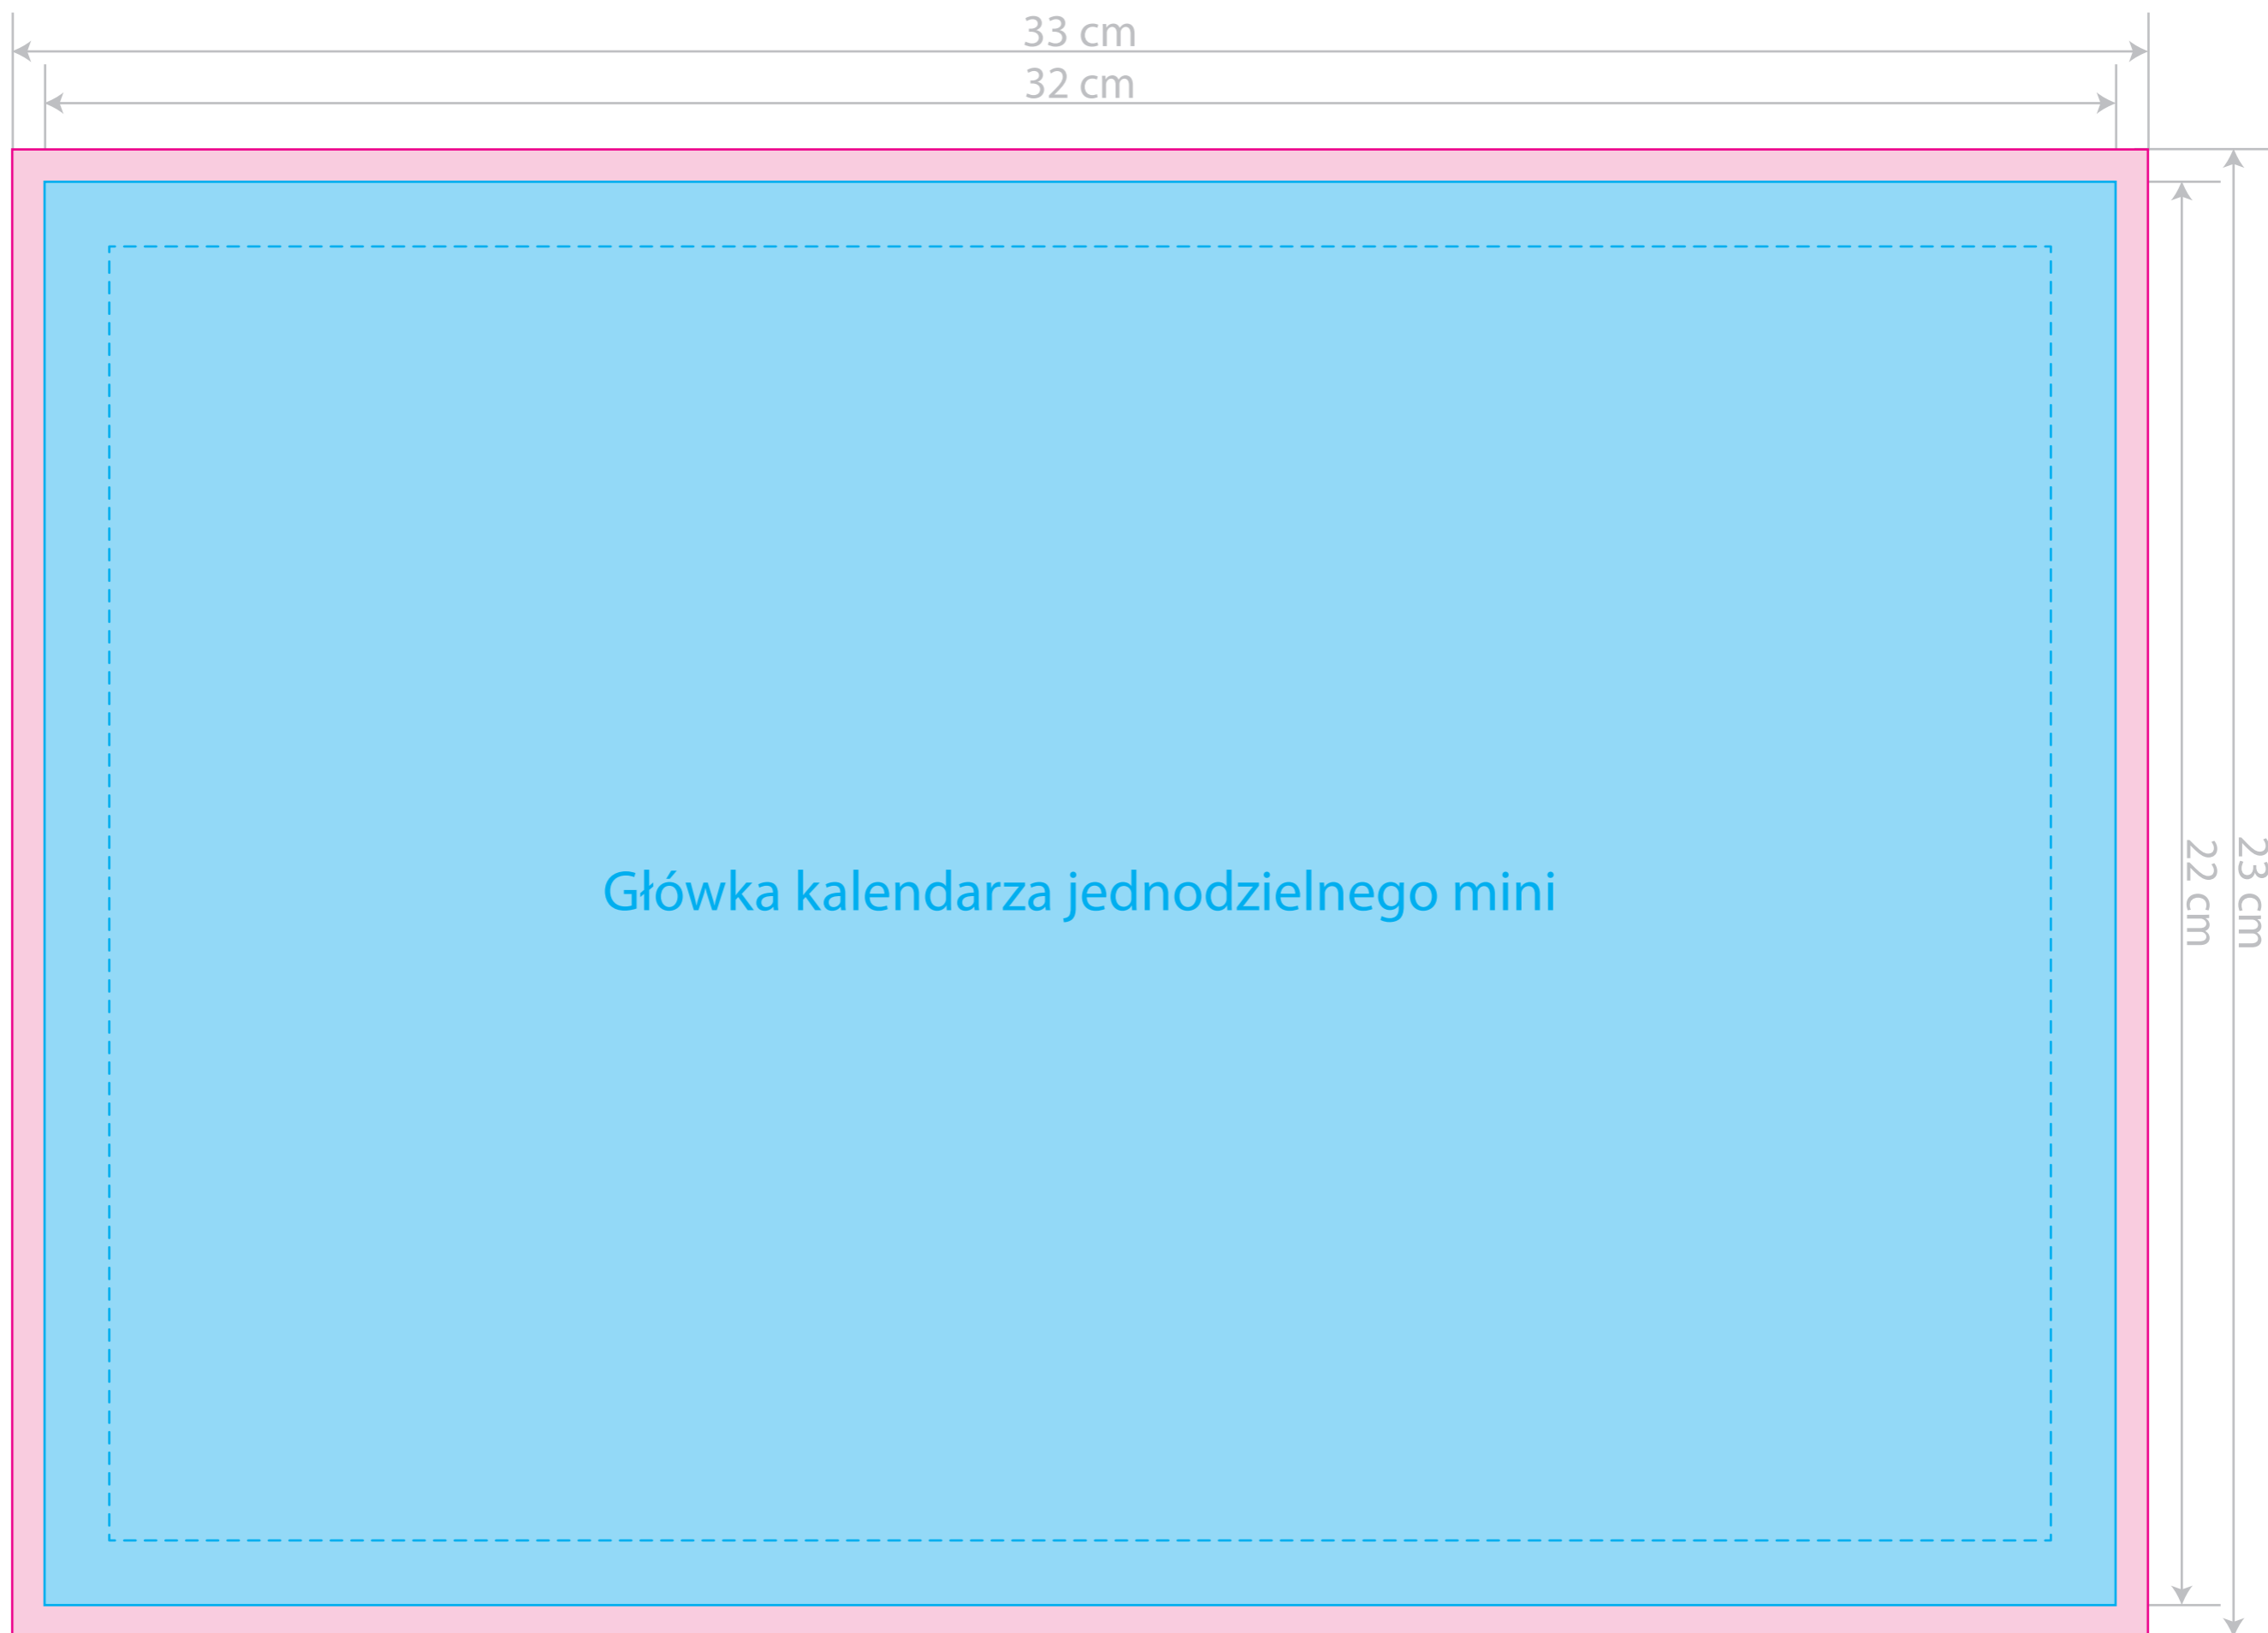 33 cm
32 cm
Główka kalendarza jednodzielnego mini
22 cm
23 cm